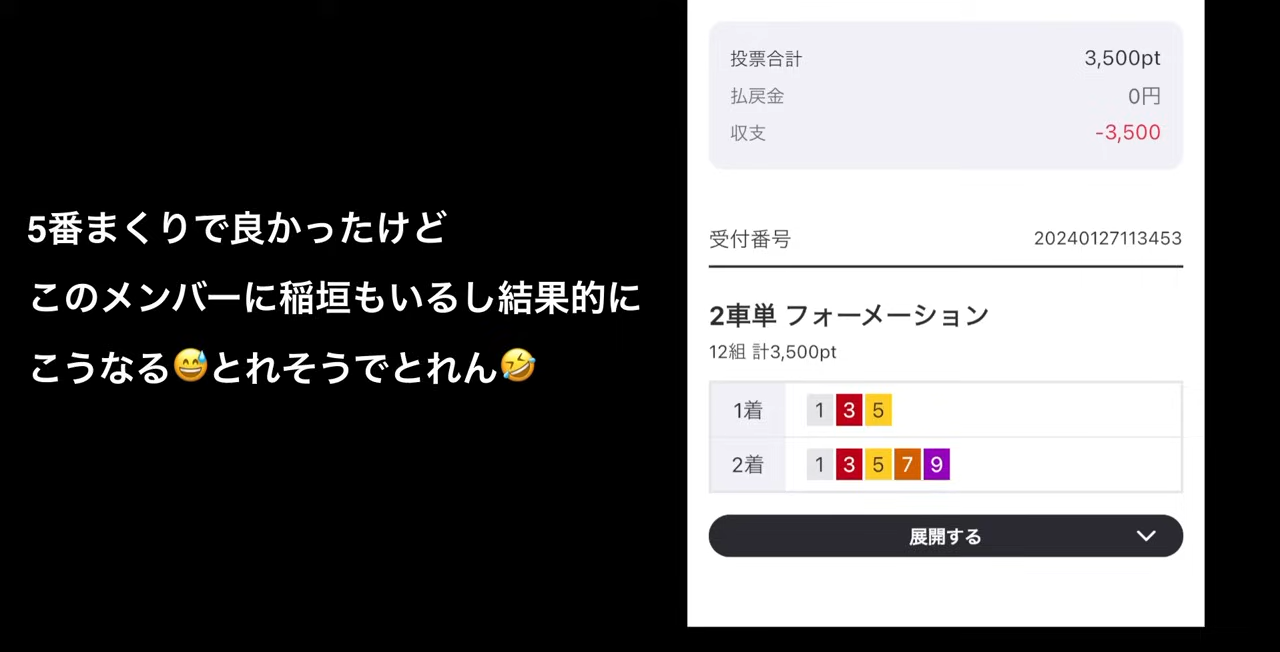 5番まくりで良かったけど
このメンバーに稲垣もいるし結果的に
こうなる😅とれそうでとれん🤣
投票合計 3,500pt
払戻金 0円
収支 -3,500
受付番号 20240127113453
2車単 フォーメーション
12組 計3,500pt
1着 1 3 5
2着 1 3 5 7 9
展開する